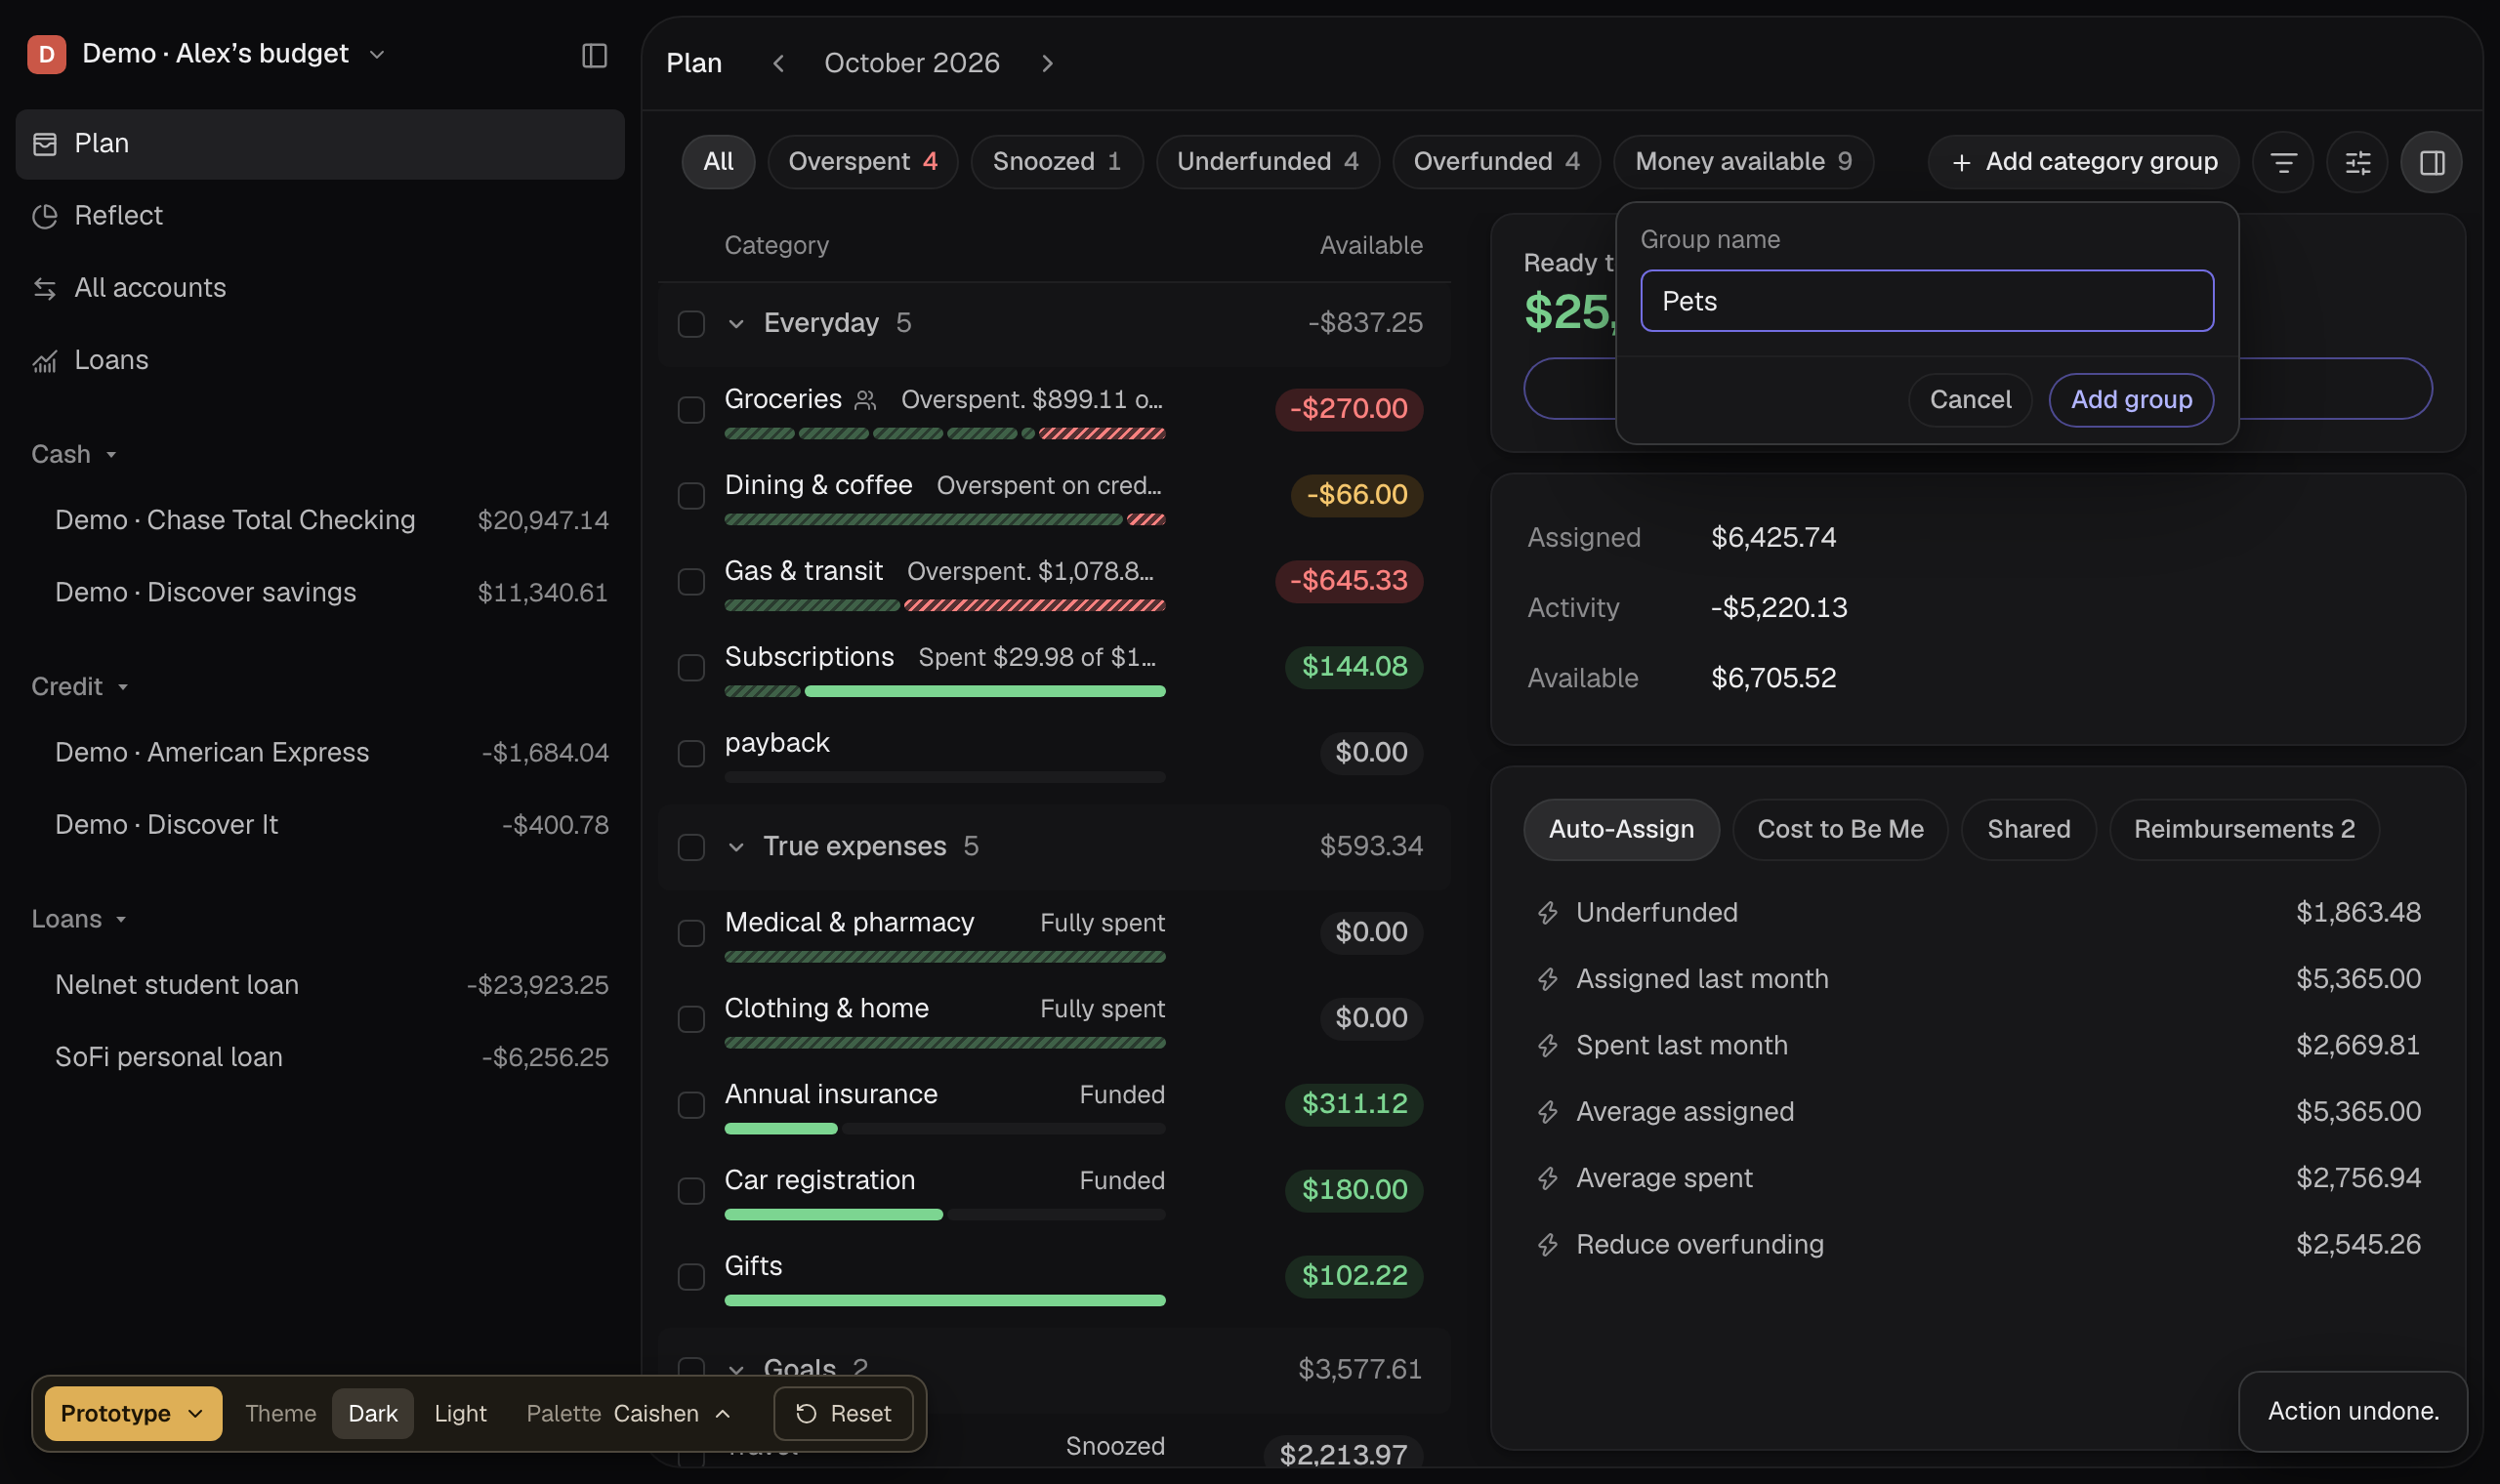 D Demo · Alex’s budget
Plan
Reflect
All accounts
Loans
Cash
Demo · Chase Total Checking $20,947.14
Demo · Discover savings $11,340.61
Credit
Demo · American Express -$1,684.04
Demo · Discover It -$400.78
Loans
Nelnet student loan -$23,923.25
SoFi personal loan -$6,256.25
Plan October 2026
All Overspent 4 Snoozed 1 Underfunded 4 Overfunded 4 Money available 9 + Add category group
Category Available
Everyday 5 -$837.25
Groceries Overspent. $899.11 o... -$270.00
Dining & coffee Overspent on cred... -$66.00
Gas & transit Overspent. $1,078.8... -$645.33
Subscriptions Spent $29.98 of $1... $144.08
payback $0.00
True expenses 5 $593.34
Medical & pharmacy Fully spent $0.00
Clothing & home Fully spent $0.00
Annual insurance Funded $311.12
Car registration Funded $180.00
Gifts $102.22
Goals 2 $3,577.61
Snoozed $2,213.97
Ready t
$25,
Group name
Pets
Cancel Add group
Assigned $6,425.74
Activity -$5,220.13
Available $6,705.52
Auto-Assign Cost to Be Me Shared Reimbursements 2
Underfunded $1,863.48
Assigned last month $5,365.00
Spent last month $2,669.81
Average assigned $5,365.00
Average spent $2,756.94
Reduce overfunding $2,545.26
Prototype Theme Dark Light Palette Caishen Reset
Action undone.